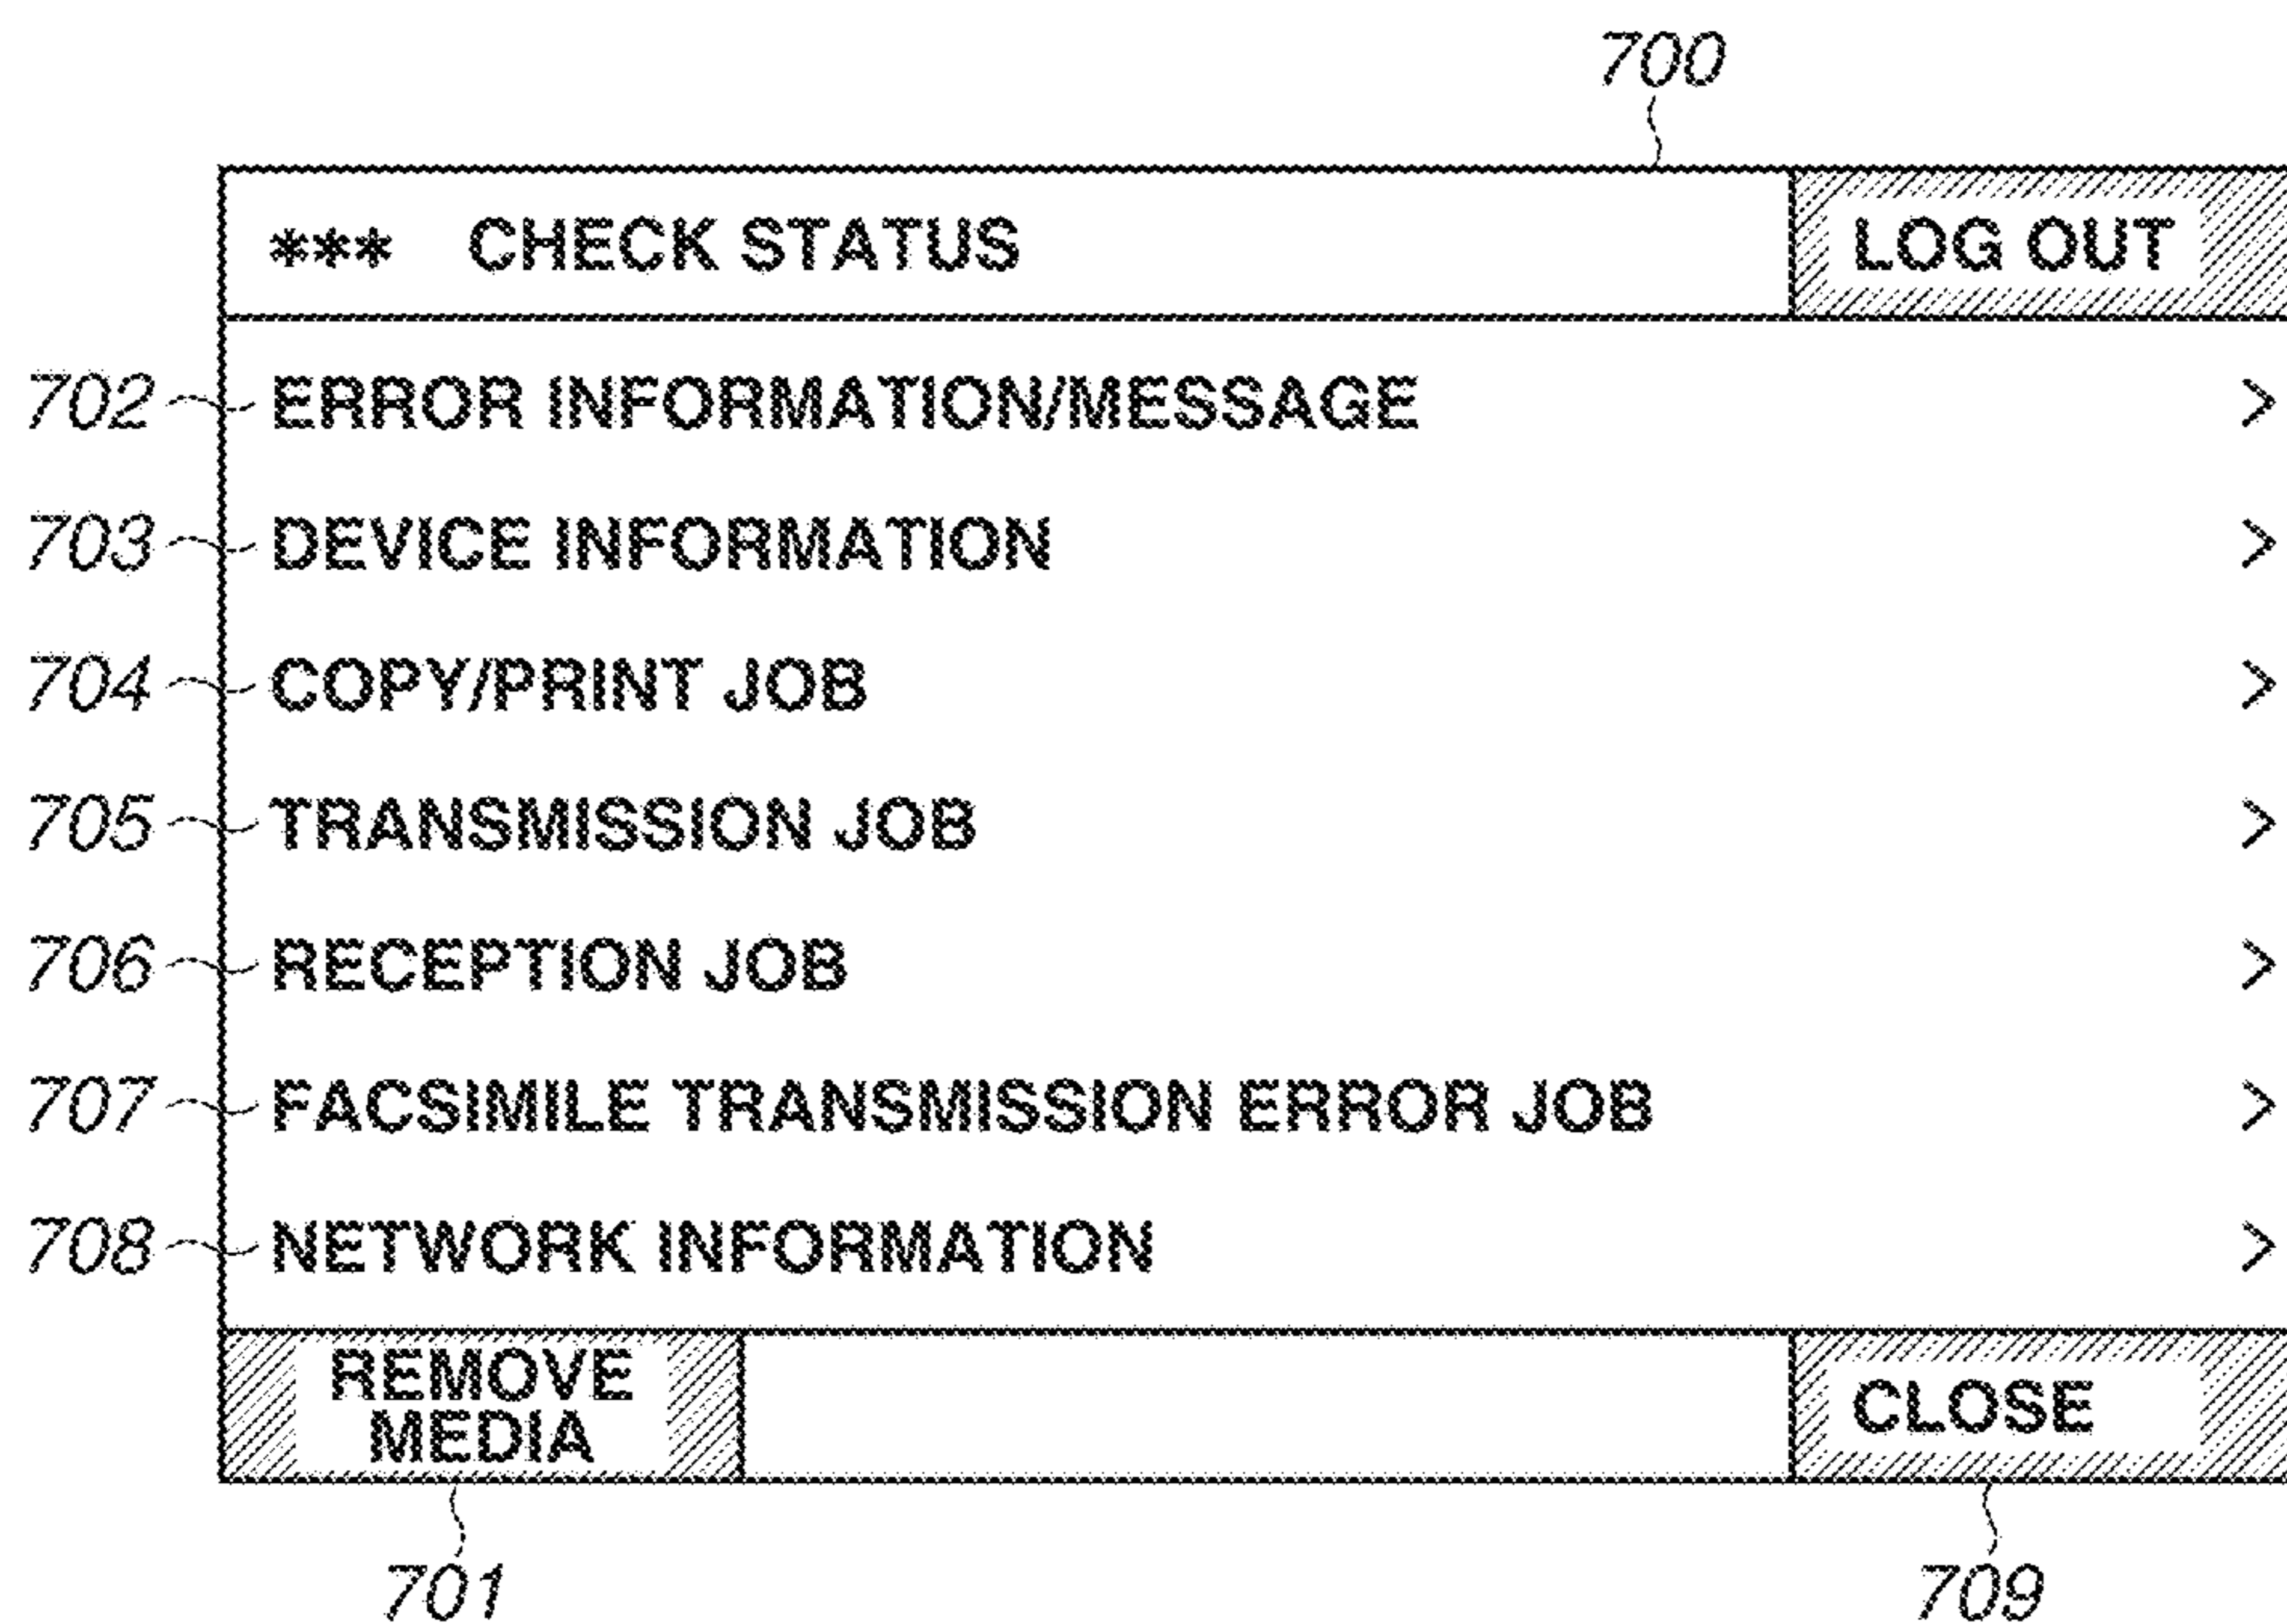 700
*** CHECK STATUS LOG OUT
702 ERROR INFORMATION/MESSAGE >
703 DEVICE INFORMATION >
704 COPY/PRINT JOB >
705 TRANSMISSION JOB >
706 RECEPTION JOB >
707 FACSIMILE TRANSMISSION ERROR JOB >
708 NETWORK INFORMATION >
REMOVE
MEDIA
CLOSE
701 709